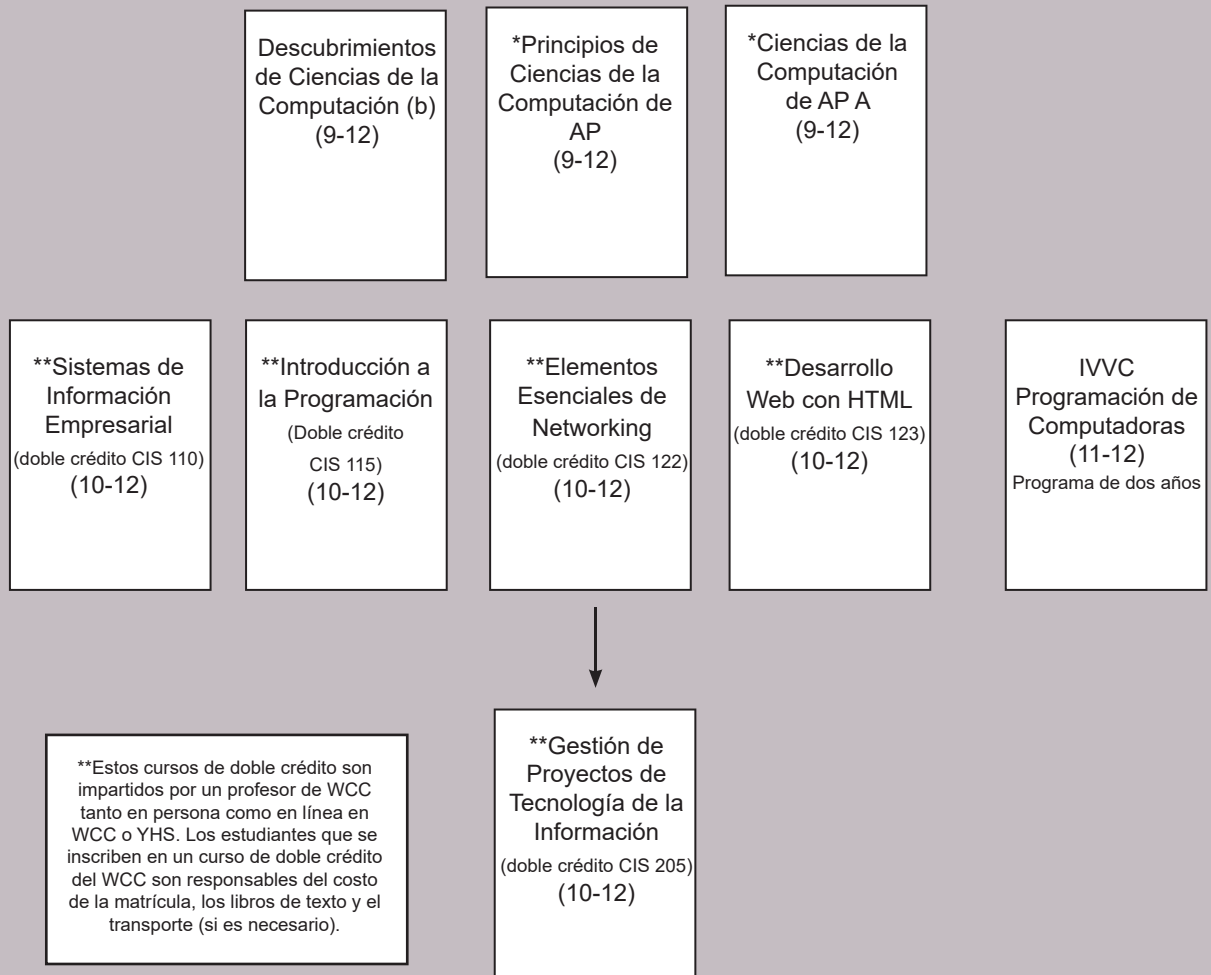 Descubrimientos
de Ciencias de la
Computación (b)
(9-12)
*Principios de
Ciencias de la
Computación de
AP
(9-12)
*Ciencias de la
Computación
de AP A
(9-12)
**Sistemas de
Información
Empresarial
(doble crédito CIS 110)
(10-12)
**Introducción a
la Programación
(Doble crédito
CIS 115)
(10-12)
**Elementos
Esenciales de
Networking
(doble crédito CIS 122)
(10-12)
**Desarrollo
Web con HTML
(doble crédito CIS 123)
(10-12)
IVVC
Programación de
Computadoras
(11-12)
Programa de dos años
**Estos cursos de doble crédito son
impartidos por un profesor de WCC
tanto en persona como en línea en
WCC o YHS. Los estudiantes que se
inscriben en un curso de doble crédito
del WCC son responsables del costo
de la matrícula, los libros de texto y el
transporte (si es necesario).
**Gestión de
Proyectos de
Tecnología de la
Información
(doble crédito CIS 205)
(10-12)